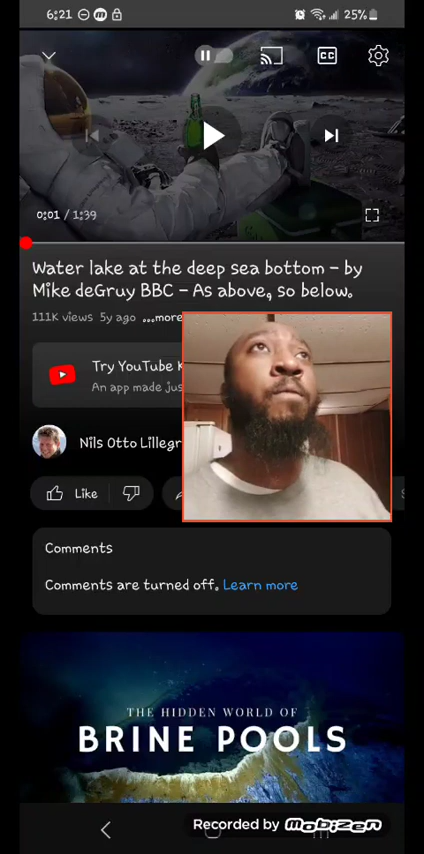 6:21
25%
CC
0:01 / 1:39
Water lake at the deep sea bottom – by
Mike deGruy BBC – As above, so below.
111K views 5y ago ...more
Try YouTube K
An app made jus
Nils Otto Lillegr
Like
Comments
Comments are turned off. Learn more
THE HIDDEN WORLD OF
BRINE POOLS
Recorded by Mobizen